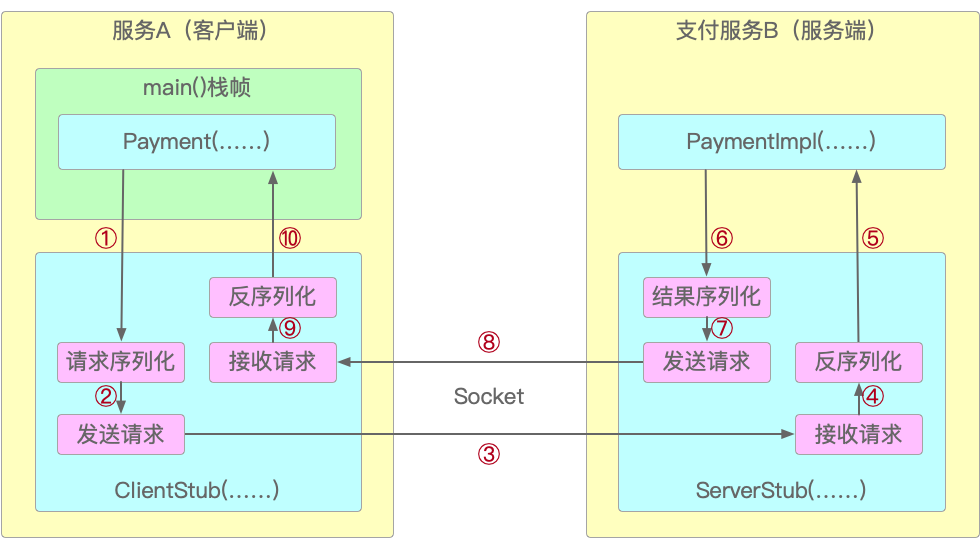 服务A（客户端）
main()栈帧
Payment(……)
①
⑩
反序列化
⑨
请求序列化
接收请求
②
发送请求
ClientStub(……)
⑧
Socket
③
支付服务B（服务端）
PaymentImpl(……)
⑥
⑤
结果序列化
⑦
发送请求
反序列化
④
接收请求
ServerStub(……)